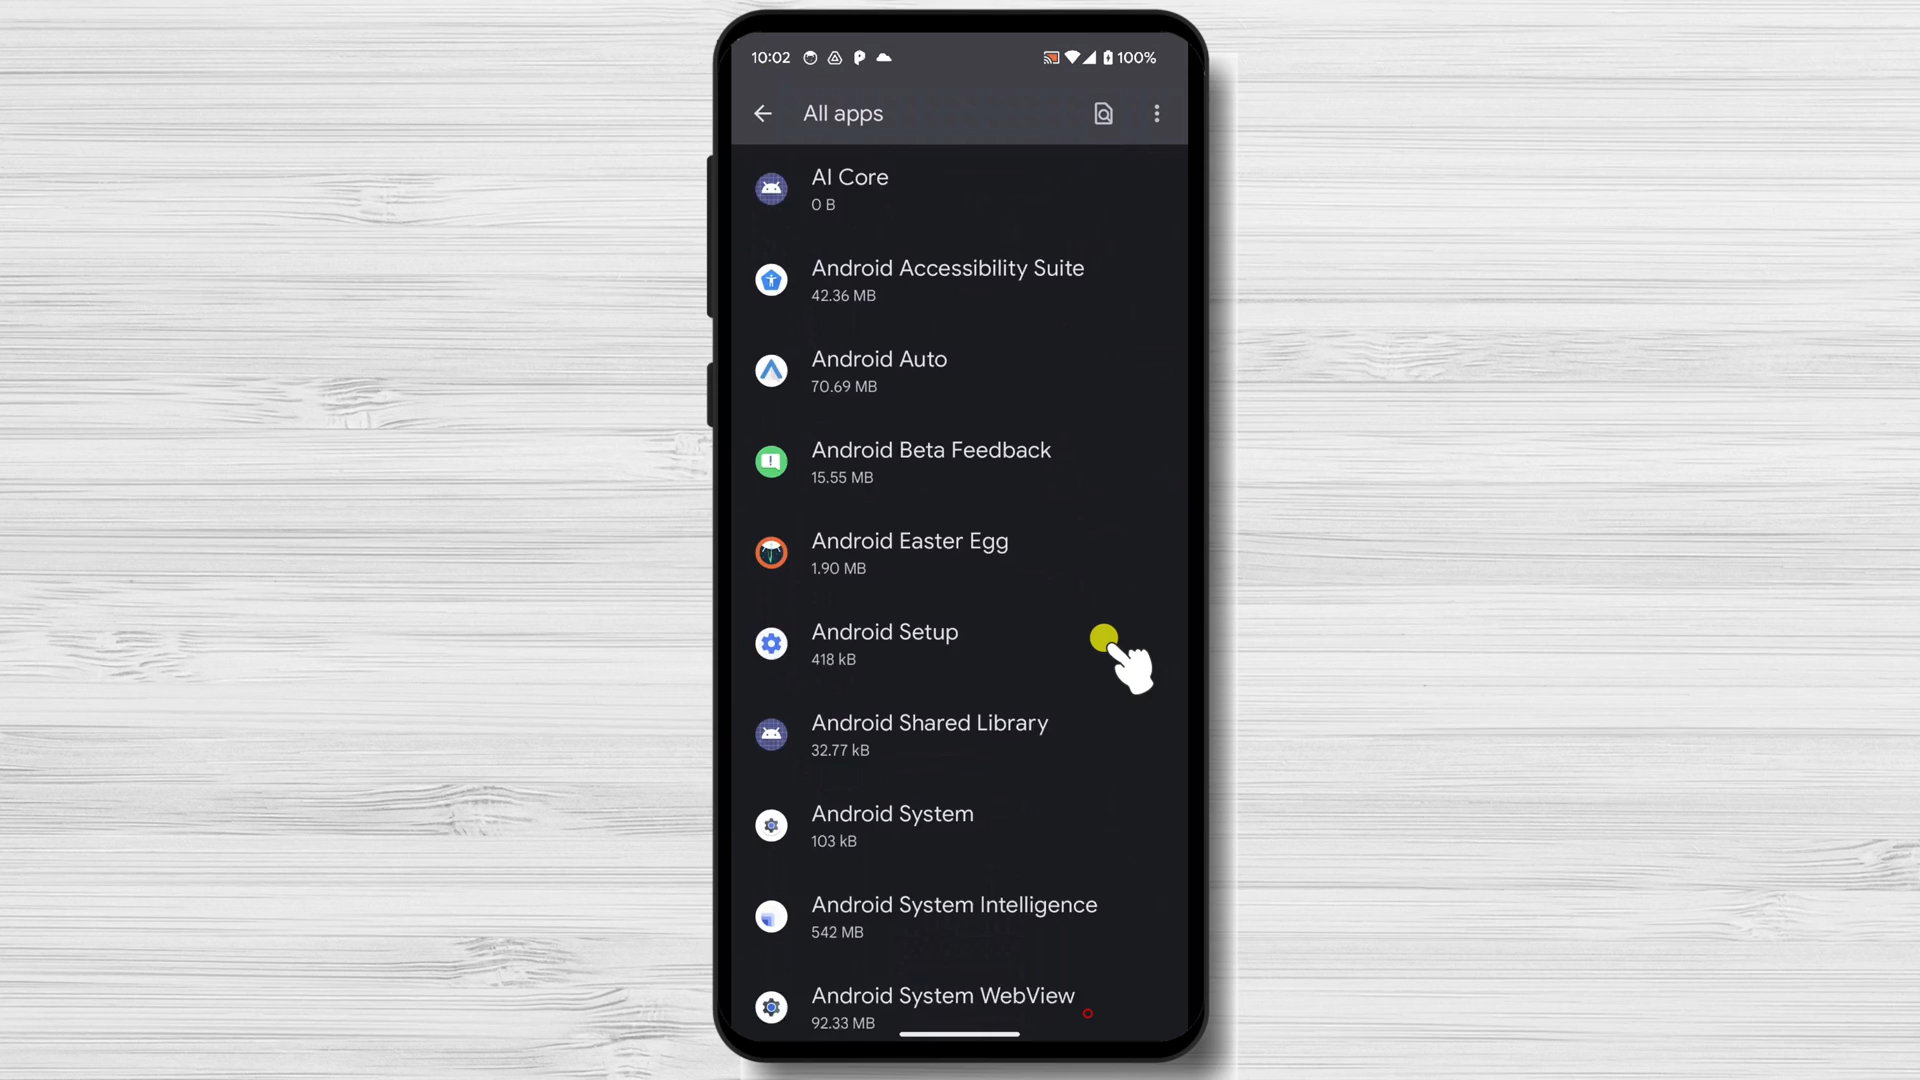 10:02
100%
All apps
AI Core
0 B
Android Accessibility Suite
42.36 MB
Android Auto
70.69 MB
Android Beta Feedback
15.55 MB
Android Easter Egg
1.90 MB
Android Setup
418 kB
Android Shared Library
32.77 kB
Android System
103 kB
Android System Intelligence
542 MB
Android System WebView
92.33 MB